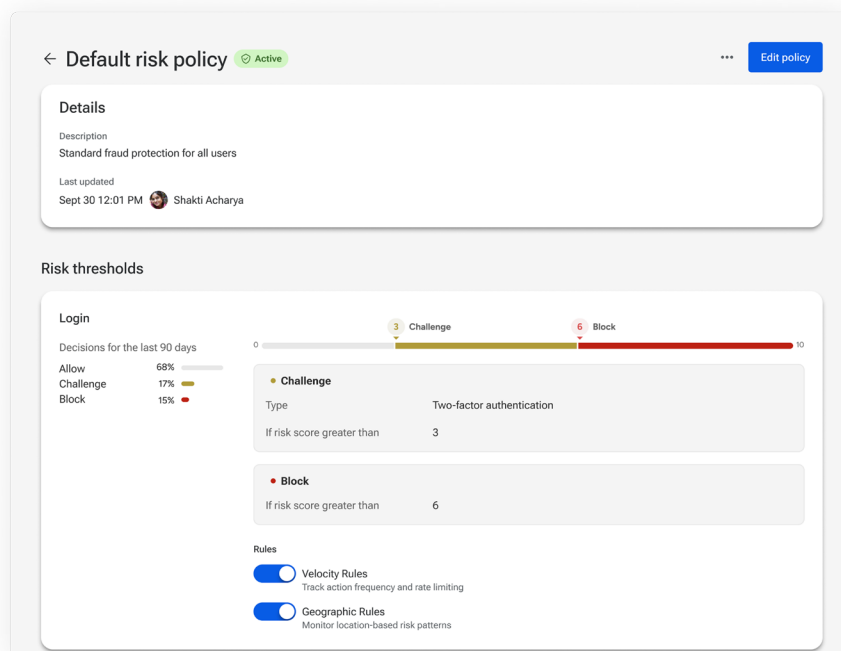 Default risk policy
Active
Edit policy
Details
Description
Standard fraud protection for all users
Last updated
Sept 30 12:01 PM Shakti Acharya
Risk thresholds
Login
Decisions for the last 90 days
Allow 68%
Challenge 17%
Block 15%
3 Challenge
6 Block
0
10
Challenge
Type Two-factor authentication
If risk score greater than 3
Block
If risk score greater than 6
Rules
Velocity Rules
Track action frequency and rate limiting
Geographic Rules
Monitor location-based risk patterns